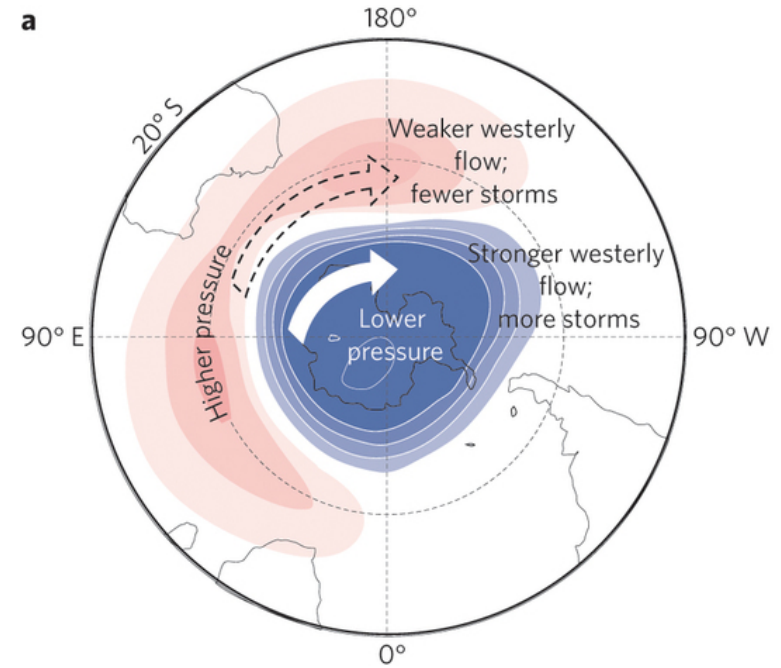 a
180°
20° S
Weaker westerly
flow;
fewer storms
Stronger westerly
flow;
more storms
Higher pressure
Lower
pressure
90° E
90° W
0°